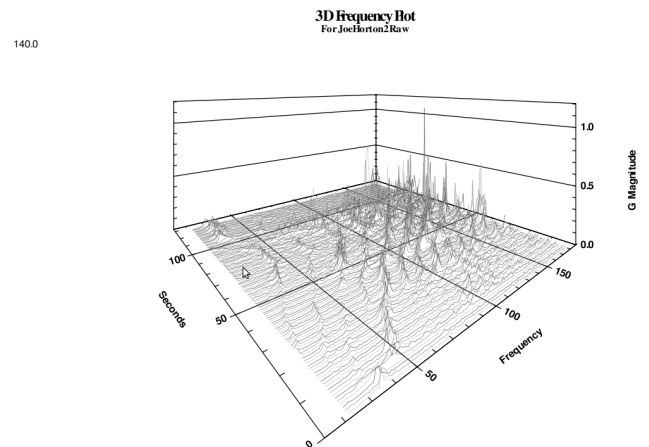 3D Frequency Plot
For JoeHorton2Raw
140.0
1.0
0.5
0.0
G Magnitude
150
100
50
Frequency
100
50
0
Seconds